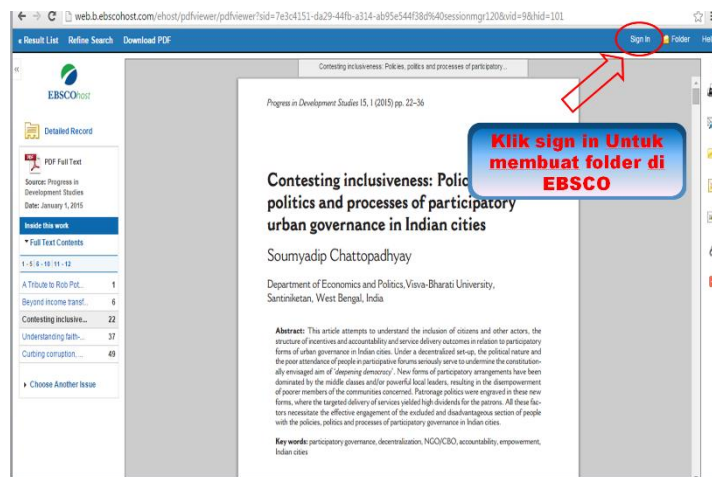 web.b.ebscohost.com/ehost/pdfviewer/pdfviewer?sid=7e3c4151-da29-44fb-a314-ab95e544f38d%40sessionmgr120&vid=9&hid=101
« Result List Refine Search Download PDF
Sign In Folder
«
EBSCOhost
Detailed Record
PDF Full Text
Source: Progress in
Development Studies
Date: January 1, 2015
Inside this work
Full Text Contents
1 - 5 | 6 - 10 | 11 - 12
A Tribute to Rob Pot... 1
Beyond income transf... 6
Contesting inclusive... 22
Understanding faith-... 37
Curbing corruption, ... 49
Choose Another Issue
Contesting inclusiveness: Policies, politics and processes of participatory...
Progress in Development Studies 15, 1 (2015) pp. 22–36
Klik sign in Untuk
membuat folder di
EBSCO
Contesting inclusiveness: Polic
politics and processes of participatory
urban governance in Indian cities
Soumyadip Chattopadhyay
Department of Economics and Politics, Visva-Bharati University,
Santiniketan, West Bengal, India
Abstract: This article attempts to understand the inclusion of citizens and other actors, the
structure of incentives and accountability and service delivery outcomes in relation to participatory
forms of urban governance in Indian cities. Under a decentralized set-up, the political nature and
the poor attendance of people in participative forums seriously serve to undermine the constitution-
ally envisaged aim of 'deepening democracy'. New forms of participatory arrangements have been
dominated by the middle classes and/or powerful local leaders, resulting in the disempowerment
of poorer members of the communities concerned. Patronage politics were engraved in these new
forms, where the targeted delivery of services yielded high dividends for the patrons. All these fac-
tors necessitate the effective engagement of the excluded and disadvantageous section of people
with the policies, politics and processes of participatory governance in Indian cities.
Key words: participatory governance, decentralization, NGO/CBO, accountability, empowerment,
Indian cities